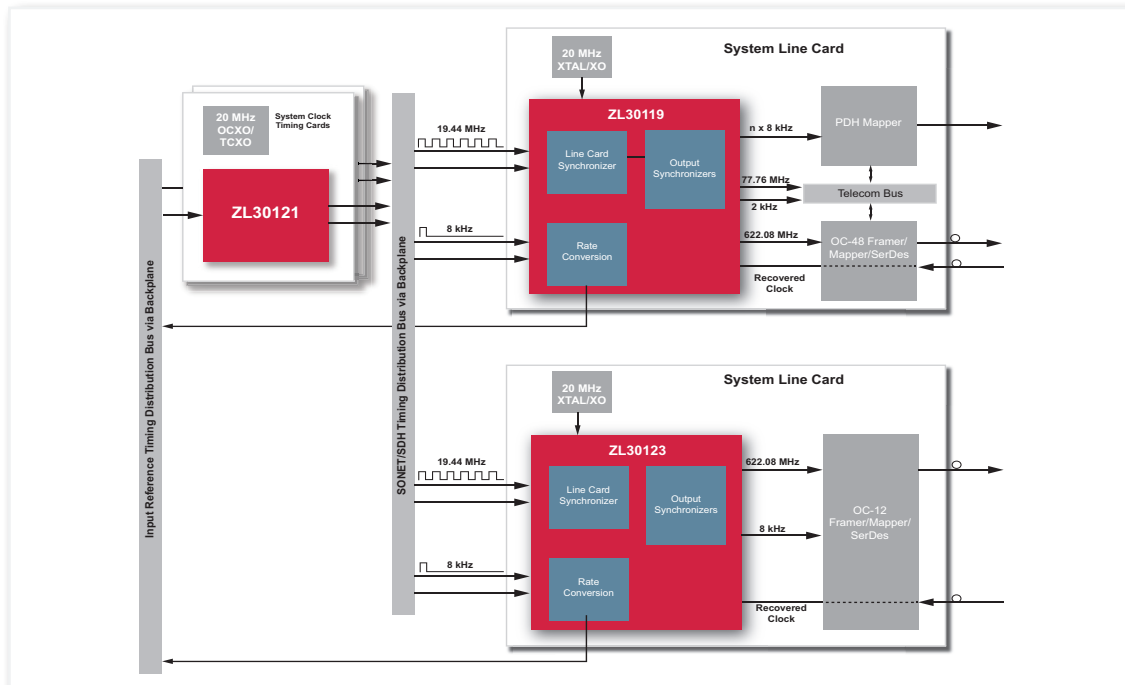 Input Reference Timing Distribution Bus via Backplane
20 MHz
OCXO/
TCXO
System Clock
Timing Cards
ZL30121
SONET/SDH Timing Distribution Bus via Backplane
System Line Card
20 MHz
XTAL/XO
19.44 MHz
8 kHz
ZL30119
Line Card
Synchronizer
Output
Synchronizers
Rate
Conversion
n x 8 kHz
77.76 MHz
2 kHz
622.08 MHz
Recovered
Clock
PDH Mapper
Telecom Bus
OC-48 Framer/
Mapper/SerDes
System Line Card
20 MHz
XTAL/XO
19.44 MHz
8 kHz
ZL30123
Line Card
Synchronizer
Output
Synchronizers
Rate
Conversion
622.08 MHz
8 kHz
Recovered
Clock
OC-12
Framer/Mapper/
SerDes